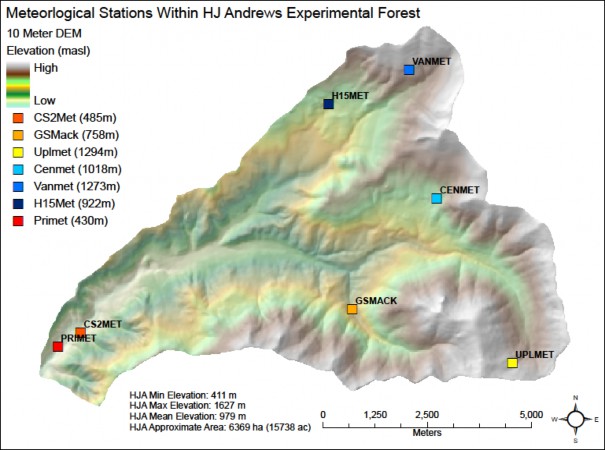 Meteorlogical Stations Within HJ Andrews Experimental Forest
10 Meter DEM
Elevation (masl)
High
Low
CS2Met (485m)
GSMack (758m)
Uplmet (1294m)
Cenmet (1018m)
Vanmet (1273m)
H15Met (922m)
Primet (430m)
VANMET
H15MET
CENMET
GSMACK
CS2MET
PRIMET
UPLMET
HJA Min Elevation: 411 m
HJA Max Elevation: 1627 m
HJA Mean Elevation: 979 m
HJA Approximate Area: 6369 ha (15738 ac)
0 1,250 2,500 5,000
Meters
N
W E
S